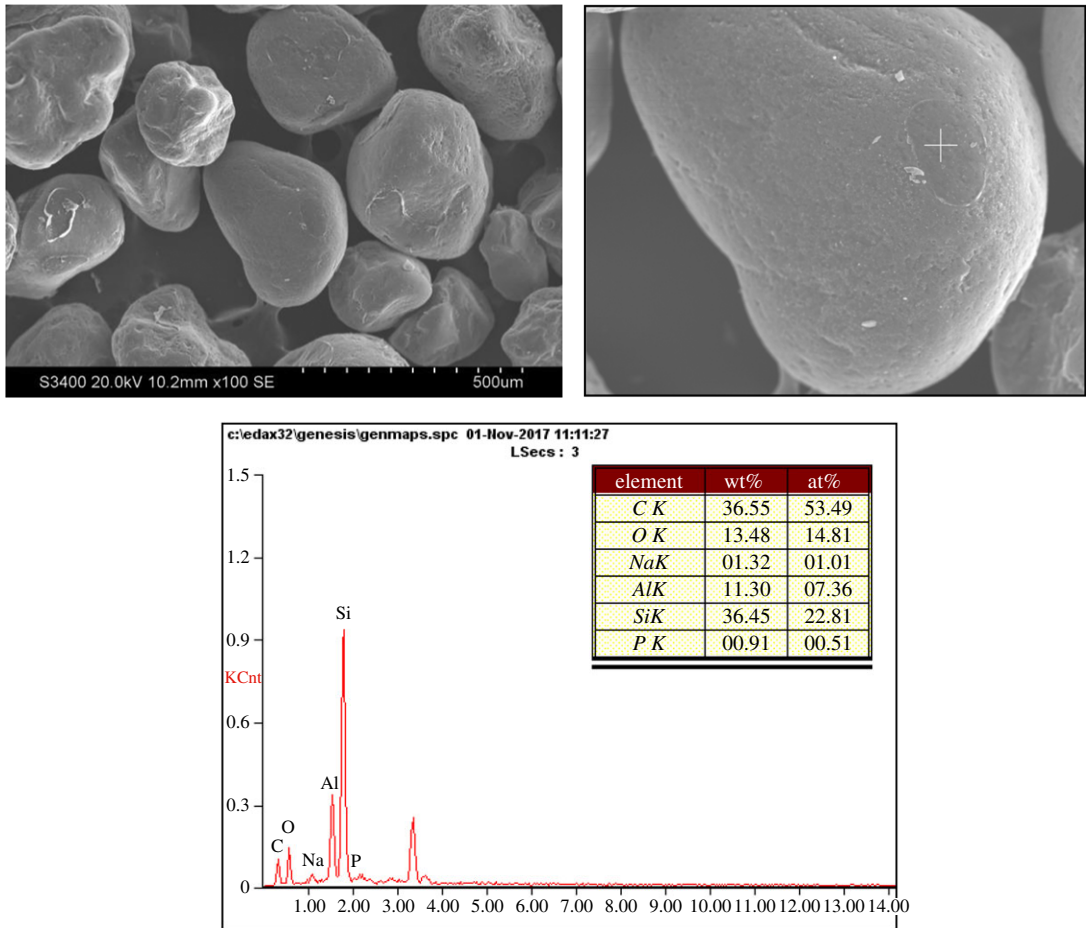 S3400 20.0kV 10.2mm x100 SE 500um
c:\edax32\genesis\genmaps.spc 01-Nov-2017 11:11:27
LSecs : 3
element wt% at%
C K 36.55 53.49
O K 13.48 14.81
NaK 01.32 01.01
AlK 11.30 07.36
SiK 36.45 22.81
P K 00.91 00.51
1.5
1.2
0.9
KCnt
0.6
0.3
0
Si
Al
O
C
Na
P
1.00 2.00 3.00 4.00 5.00 6.00 7.00 8.00 9.00 10.00 11.00 12.00 13.00 14.00